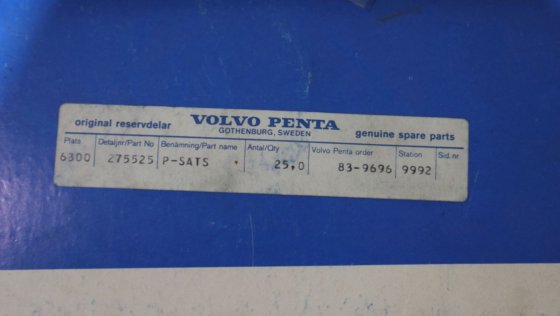 original reservdelar VOLVO PENTA genuine spare parts
GOTHENBURG, SWEDEN
Plats Detaljnr/Part No Benämning/Part name Antal/Qty Volvo Penta order Station Sid.nr
6300 275525 P-SATS 25,0 83-9696 9992